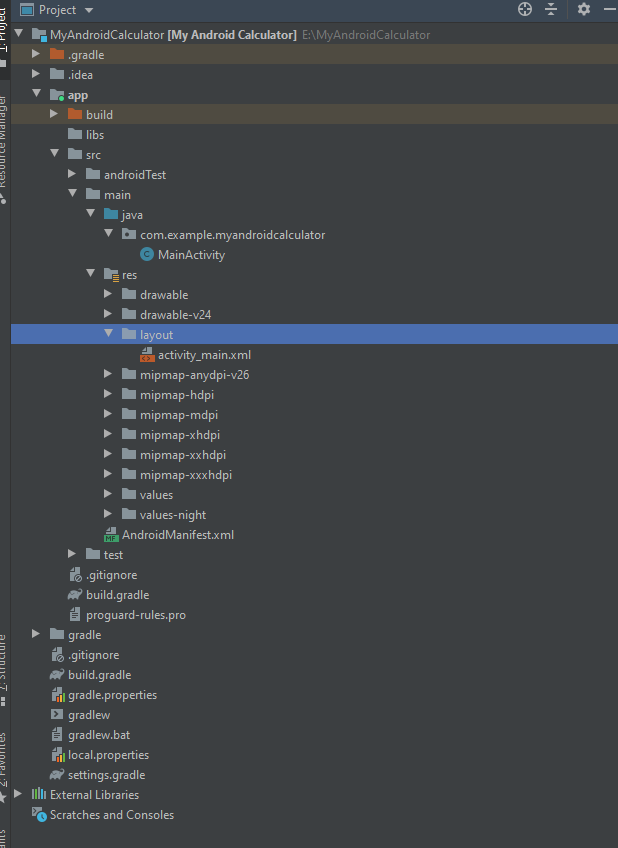 Project
MyAndroidCalculator [My Android Calculator] E:\MyAndroidCalculator
.gradle
.idea
app
build
libs
src
androidTest
main
java
com.example.myandroidcalculator
MainActivity
res
drawable
drawable-v24
layout
activity_main.xml
mipmap-anydpi-v26
mipmap-hdpi
mipmap-mdpi
mipmap-xhdpi
mipmap-xxhdpi
mipmap-xxxhdpi
values
values-night
MF AndroidManifest.xml
test
.gitignore
build.gradle
proguard-rules.pro
gradle
.gitignore
build.gradle
gradle.properties
gradlew
gradlew.bat
local.properties
settings.gradle
External Libraries
Scratches and Consoles
1: Project
Resource Manager
7: Structure
2: Favorites